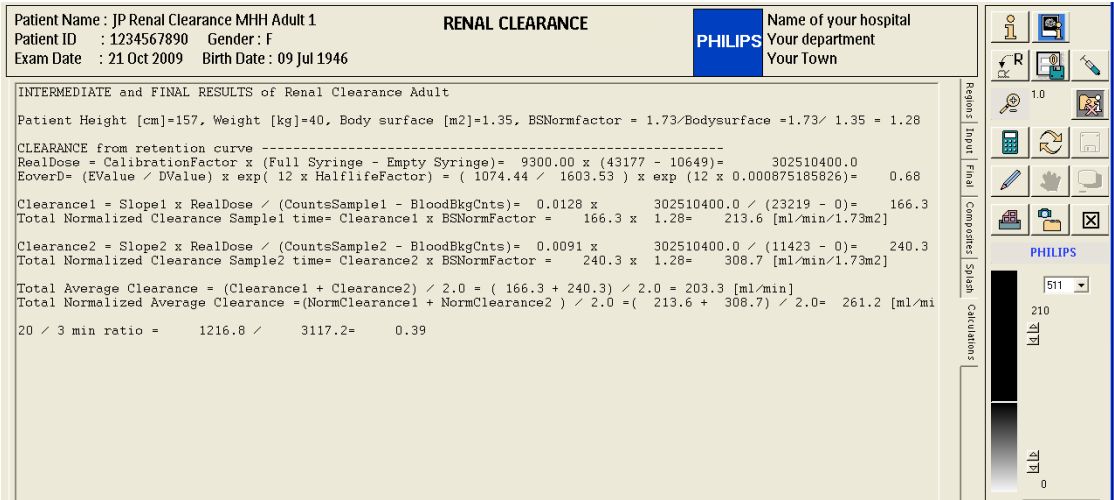 Patient Name : JP Renal Clearance MHH Adult 1
Patient ID : 1234567890 Gender : F
Exam Date : 21 Oct 2009 Birth Date : 09 Jul 1946
RENAL CLEARANCE
PHILIPS
Name of your hospital
Your department
Your Town
INTERMEDIATE and FINAL RESULTS of Renal Clearance Adult
Patient Height [cm]=157, Weight [kg]=40, Body surface [m2]=1.35, BSNormfactor = 1.73/Bodysurface =1.73/ 1.35 = 1.28
CLEARANCE from retention curve ------------------------------------------------------------
RealDose = CalibrationFactor x (Full Syringe - Empty Syringe)= 9300.00 x (43177 - 10649)= 302510400.0
EoverD= (EValue / DValue) x exp( 12 x HalflifeFactor) = ( 1074.44 / 1603.53 ) x exp (12 x 0.000875185826)= 0.68
Clearance1 = Slope1 x RealDose / (CountsSample1 - BloodBkgCnts)= 0.0128 x 302510400.0 / (23219 - 0)= 166.3
Total Normalized Clearance Sample1 time= Clearance1 x BSNormFactor = 166.3 x 1.28= 213.6 [ml/min/1.73m2]
Clearance2 = Slope2 x RealDose / (CountsSample2 - BloodBkgCnts)= 0.0091 x 302510400.0 / (11423 - 0)= 240.3
Total Normalized Clearance Sample2 time= Clearance2 x BSNormFactor = 240.3 x 1.28= 308.7 [ml/min/1.73m2]
Total Average Clearance = (Clearance1 + Clearance2) / 2.0 = ( 166.3 + 240.3) / 2.0 = 203.3 [ml/min]
Total Normalized Average Clearance =(NormClearance1 + NormClearance2 ) / 2.0 =( 213.6 + 308.7) / 2.0= 261.2 [ml/mi
20 / 3 min ratio = 1216.8 / 3117.2= 0.39
Regions
Input
Final
Composites
Splash
Calculations
R
1.0
PHILIPS
511
210
0